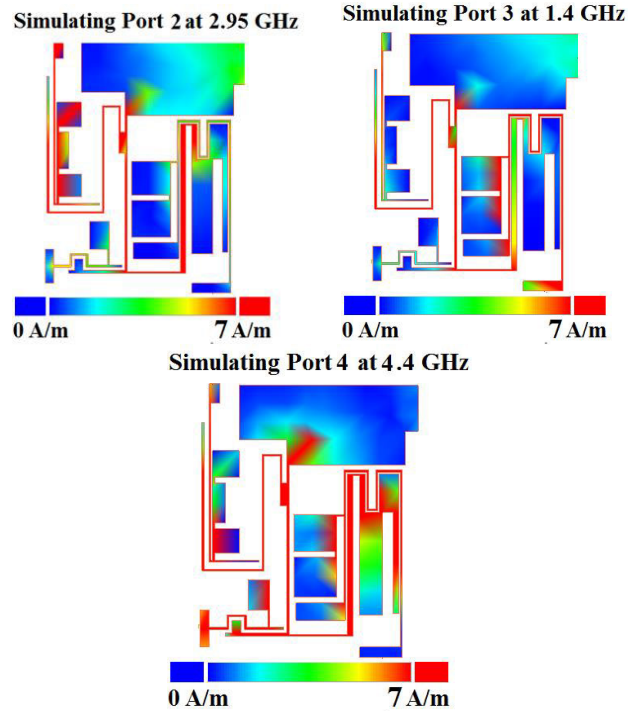 Simulating Port 2 at 2.95 GHz
0 A/m 7 A/m
Simulating Port 3 at 1.4 GHz
0 A/m 7 A/m
Simulating Port 4 at 4.4 GHz
0 A/m 7 A/m